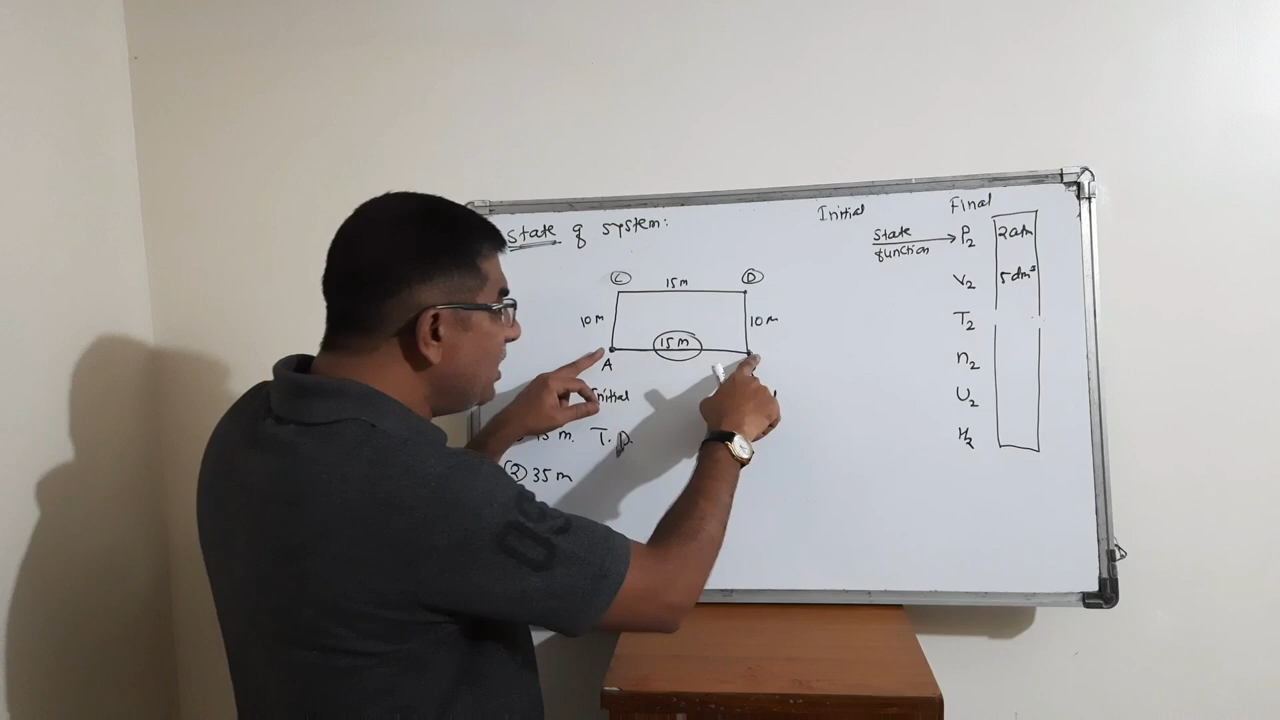 State of system:
Initial
Final
State function → P2 2 atm
V2 5 dm³
T2
n2
U2
H2
C 15 m D
10 m
10 m
15 m
A
Initial
15 m. T.D.
(2) 35 m